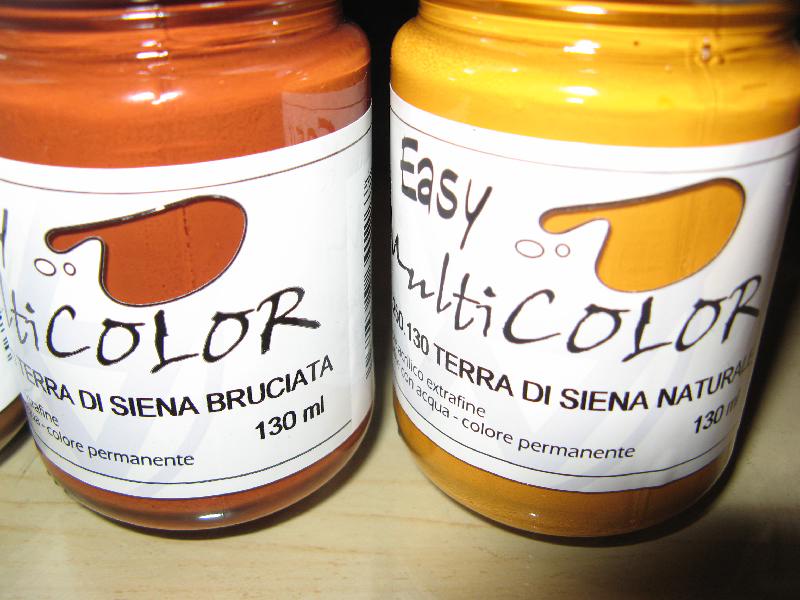 COLOR
TERRA DI SIENA BRUCIATA
130 ml
colore permanente
Easy
multiCOLOR
130 TERRA DI SIENA NATURALE
130 ml
extrafine
con acqua - colore permanente